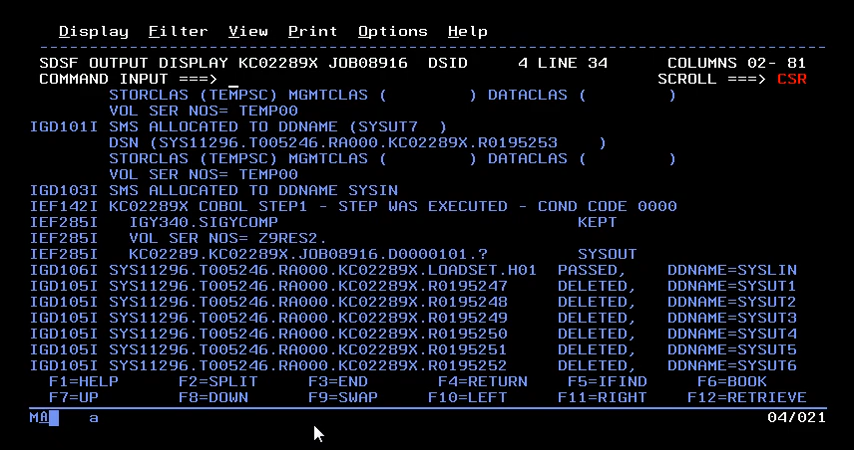 Display Filter View Print Options Help
SDSF OUTPUT DISPLAY KC02289X JOB08916 DSID 4 LINE 34 COLUMNS 02- 81
COMMAND INPUT ===> SCROLL ===> CSR
STORCLAS (TEMPSC) MGMTCLAS ( ) DATACLAS ( )
VOL SER NOS= TEMP00
IGD101I SMS ALLOCATED TO DDNAME (SYSUT7 )
DSN (SYS11296.T005246.RA000.KC02289X.R0195253 )
STORCLAS (TEMPSC) MGMTCLAS ( ) DATACLAS ( )
VOL SER NOS= TEMP00
IGD103I SMS ALLOCATED TO DDNAME SYSIN
IEF142I KC02289X COBOL STEP1 - STEP WAS EXECUTED - COND CODE 0000
IEF285I IGY340.SIGYCOMP KEPT
IEF285I VOL SER NOS= Z9RES2.
IEF285I KC02289.KC02289X.JOB08916.D0000101.? SYSOUT
IGD106I SYS11296.T005246.RA000.KC02289X.LOADSET.H01 PASSED, DDNAME=SYSLIN
IGD105I SYS11296.T005246.RA000.KC02289X.R0195247 DELETED, DDNAME=SYSUT1
IGD105I SYS11296.T005246.RA000.KC02289X.R0195248 DELETED, DDNAME=SYSUT2
IGD105I SYS11296.T005246.RA000.KC02289X.R0195249 DELETED, DDNAME=SYSUT3
IGD105I SYS11296.T005246.RA000.KC02289X.R0195250 DELETED, DDNAME=SYSUT4
IGD105I SYS11296.T005246.RA000.KC02289X.R0195251 DELETED, DDNAME=SYSUT5
IGD105I SYS11296.T005246.RA000.KC02289X.R0195252 DELETED, DDNAME=SYSUT6
F1=HELP F2=SPLIT F3=END F4=RETURN F5=IFIND F6=BOOK
F7=UP F8=DOWN F9=SWAP F10=LEFT F11=RIGHT F12=RETRIEVE
MA a 04/021